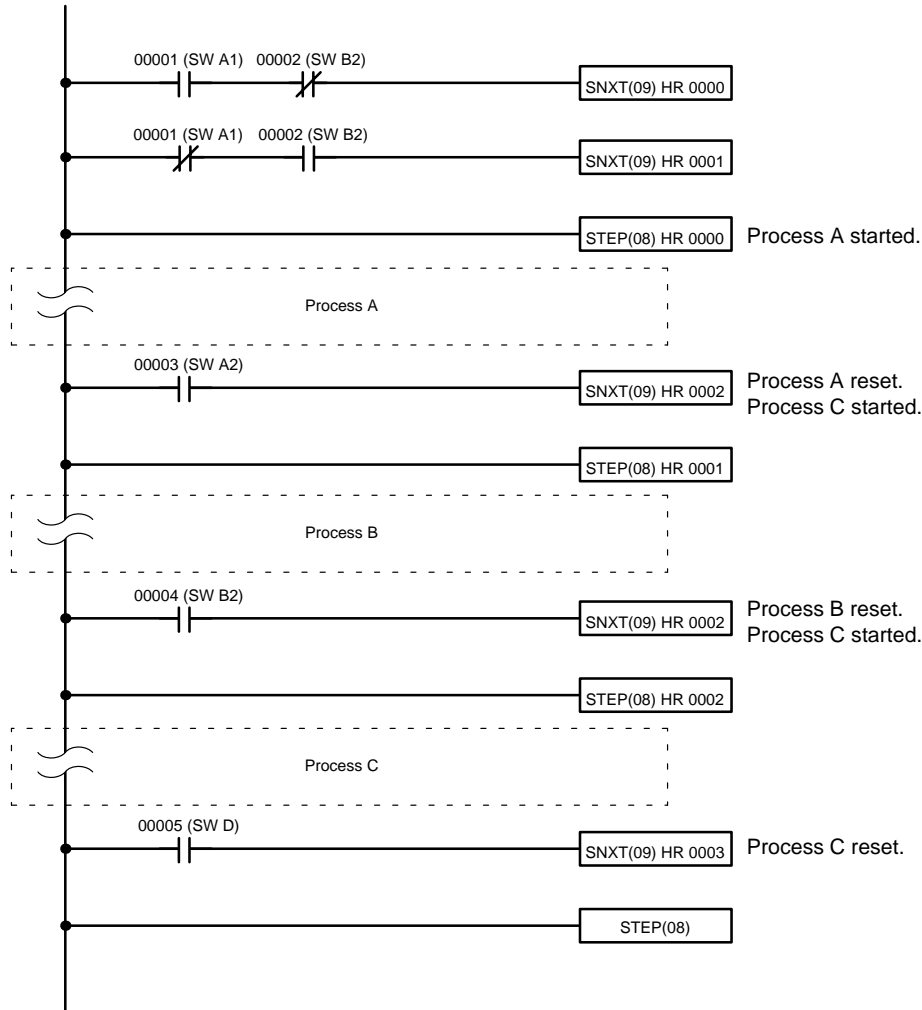 00001 (SW A1) 00002 (SW B2)
SNXT(09) HR 0000
00001 (SW A1) 00002 (SW B2)
SNXT(09) HR 0001
STEP(08) HR 0000 Process A started.
Process A
00003 (SW A2)
SNXT(09) HR 0002 Process A reset.
Process C started.
STEP(08) HR 0001
Process B
00004 (SW B2)
SNXT(09) HR 0002 Process B reset.
Process C started.
STEP(08) HR 0002
Process C
00005 (SW D)
SNXT(09) HR 0003 Process C reset.
STEP(08)